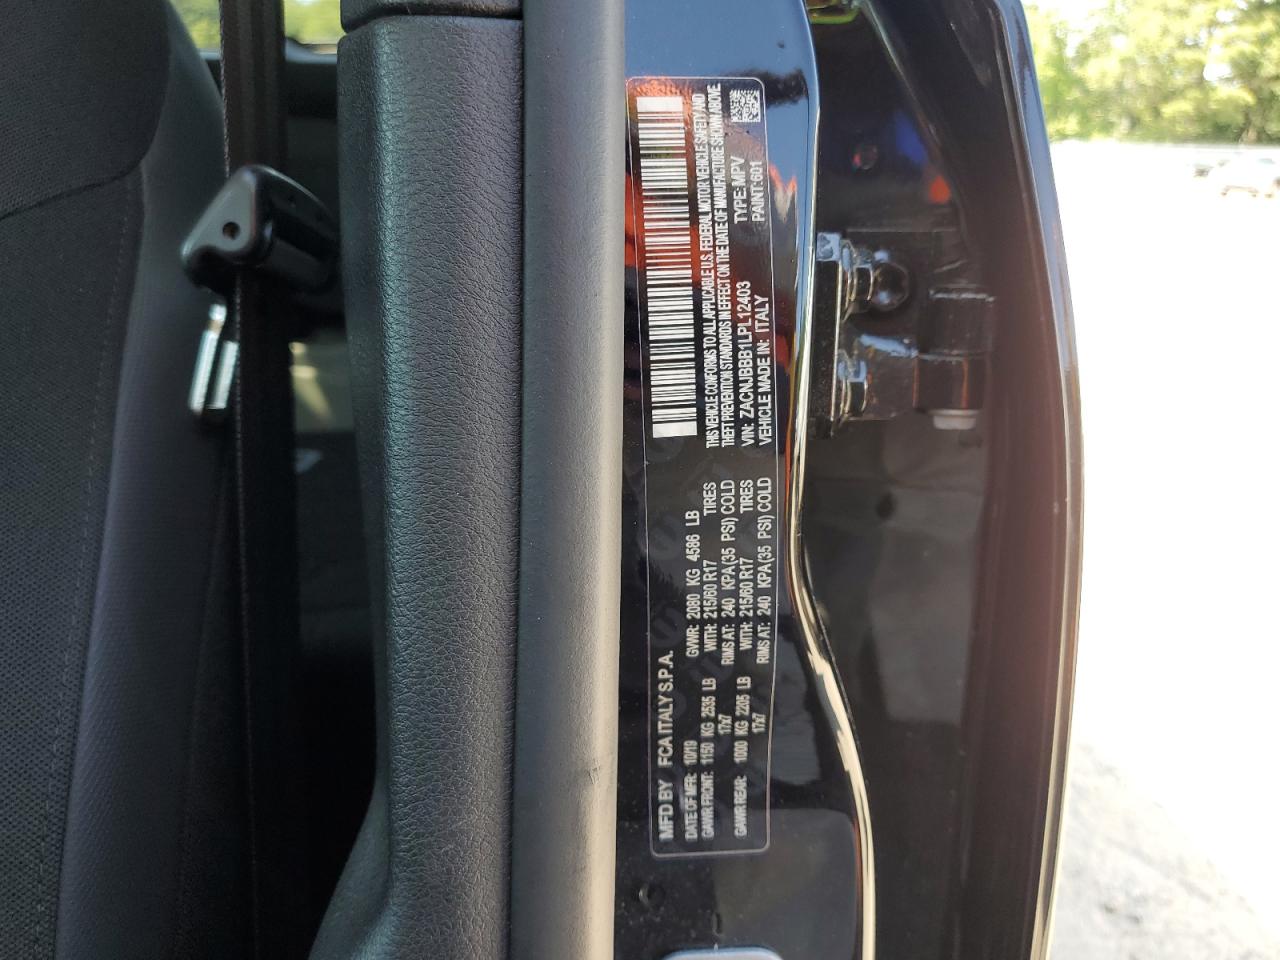 MFD BY FCA ITALY S.P.A.
DATE OF MFR: 10/19 GVWR: 2080 KG 4586 LB
GAWR FRONT: 1150 KG 2535 LB WITH: 215/60 R17 TIRES
17x7 RIMS AT: 240 KPA(35 PSI) COLD
GAWR REAR: 1000 KG 2205 LB WITH: 215/60 R17 TIRES
17x7 RIMS AT: 240 KPA(35 PSI) COLD
THIS VEHICLE CONFORMS TO ALL APPLICABLE U.S. FEDERAL MOTOR VEHICLE SAFETY AND
THEFT PREVENTION STANDARDS IN EFFECT ON THE DATE OF MANUFACTURE SHOWN ABOVE
VIN: ZACNJBBB1LPL12403 TYPE: MPV
VEHICLE MADE IN: ITALY PAINT:601